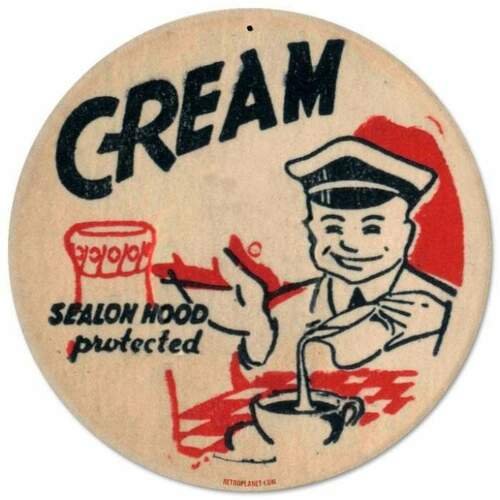 CREAM
©
SEALON HOOD
protected
RETROPLANET.COM